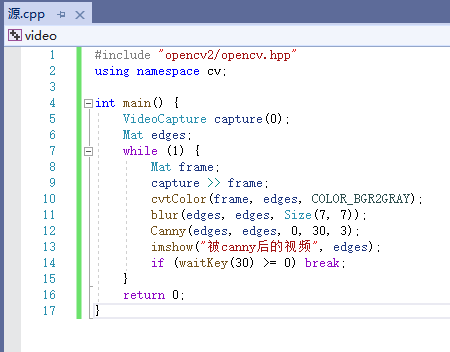 源.cpp
video
1 #include "opencv2/opencv.hpp"
2 using namespace cv;
3
4 int main() {
5 VideoCapture capture(0);
6 Mat edges;
7 while (1) {
8 Mat frame;
9 capture >> frame;
10 cvtColor(frame, edges, COLOR_BGR2GRAY);
11 blur(edges, edges, Size(7, 7));
12 Canny(edges, edges, 0, 30, 3);
13 imshow("被canny后的视频", edges);
14 if (waitKey(30) >= 0) break;
15 }
16 return 0;
17 }